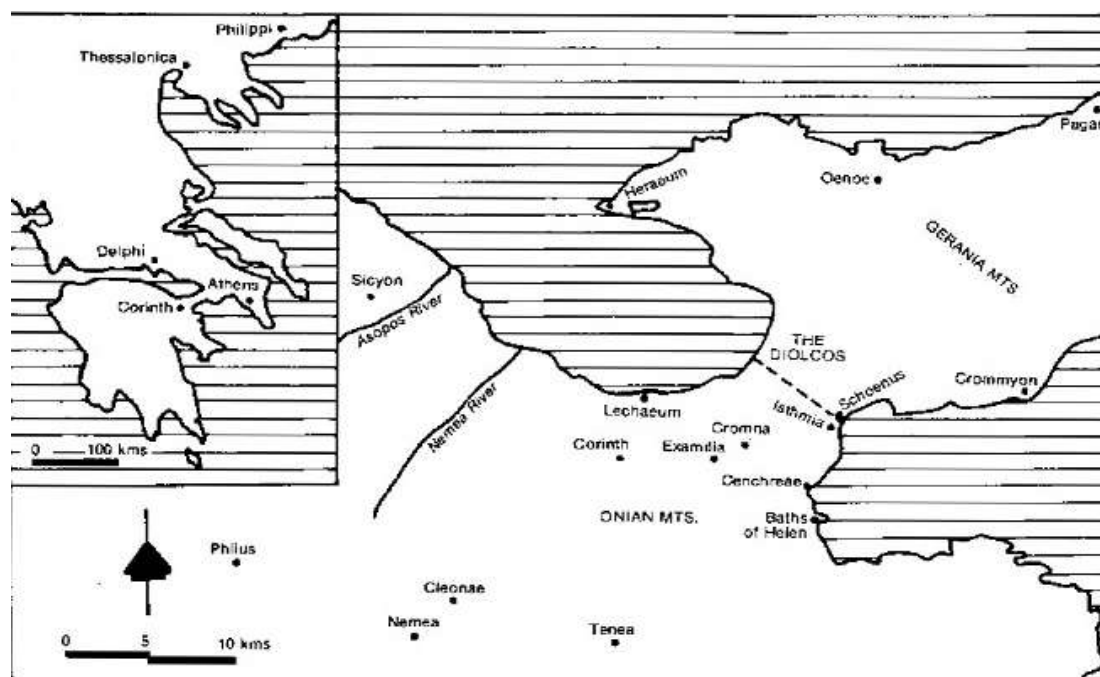 Philippi
Thessalonica
Delphi
Athens
Corinth
0 100 kms
Heraeum
Oenoe
GERANIA MTS
Sicyon
Asopos River
Nemea River
THE
DIOLCOS
Schoenus
Crommyon
Isthmia
Lechaeum
Cromna
Corinth
Examilia
Cenchreae
ONIAN MTS.
Baths
of Helen
Phlius
Cleonae
Nemea
Tenea
0 5 10 kms